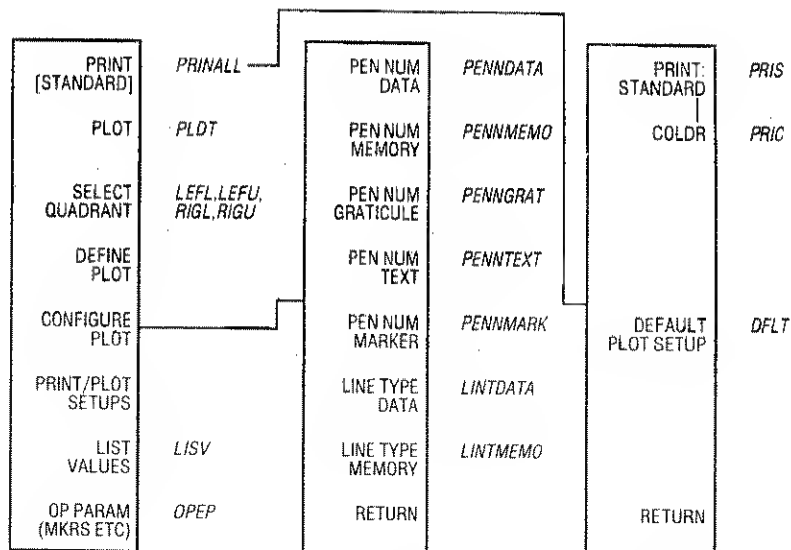 PRINT
[STANDARD]
PRINALL
PLOT
PLDT
SELECT
QUADRANT
LEFL,LEFU,
RIGL,RIGU
DEFINE
PLOT
CONFIGURE
PLOT
PRINT/PLOT
SETUPS
LIST
VALUES
LISV
OP PARAM
(MKRS ETC)
OPEP
PEN NUM
DATA
PENNDATA
PEN NUM
MEMORY
PENNMEMO
PEN NUM
GRATICULE
PENNGRAT
PEN NUM
TEXT
PENNTEXT
PEN NUM
MARKER
PENNMARK
LINE TYPE
DATA
LINTDATA
LINE TYPE
MEMORY
LINTMEMO
RETURN
PRINT:
STANDARD
PRIS
COLDR
PRIC
DEFAULT
PLOT SETUP
DFLT
RETURN